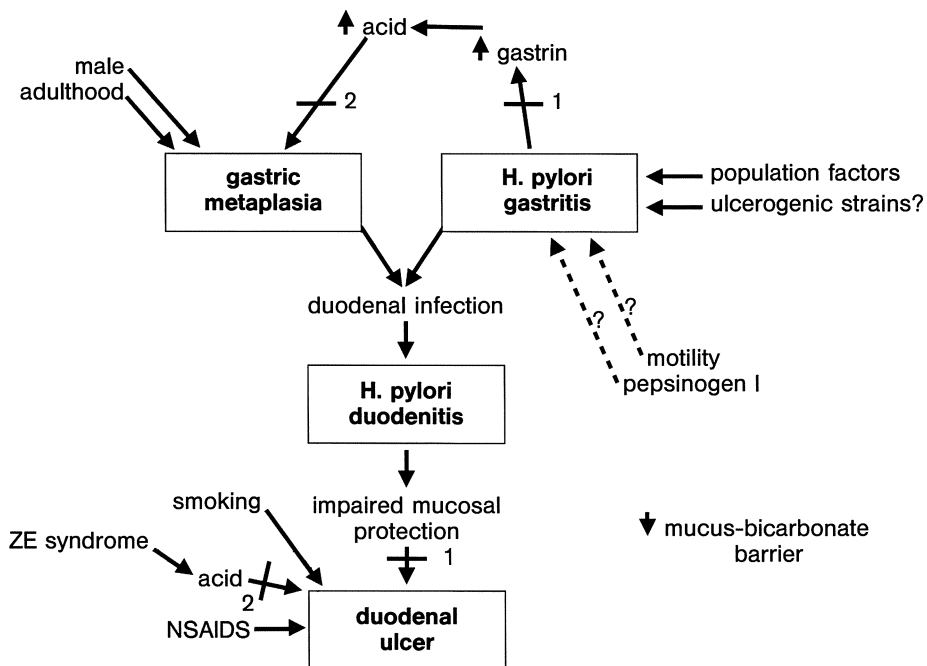 acid
gastrin
male
adulthood
2
1
gastric
metaplasia
H. pylori
gastritis
population factors
ulcerogenic strains?
duodenal infection
?
?
motility
pepsinogen I
H. pylori
duodenitis
smoking
impaired mucosal
protection
mucus-bicarbonate
barrier
ZE syndrome
1
acid
2
NSAIDS
duodenal
ulcer